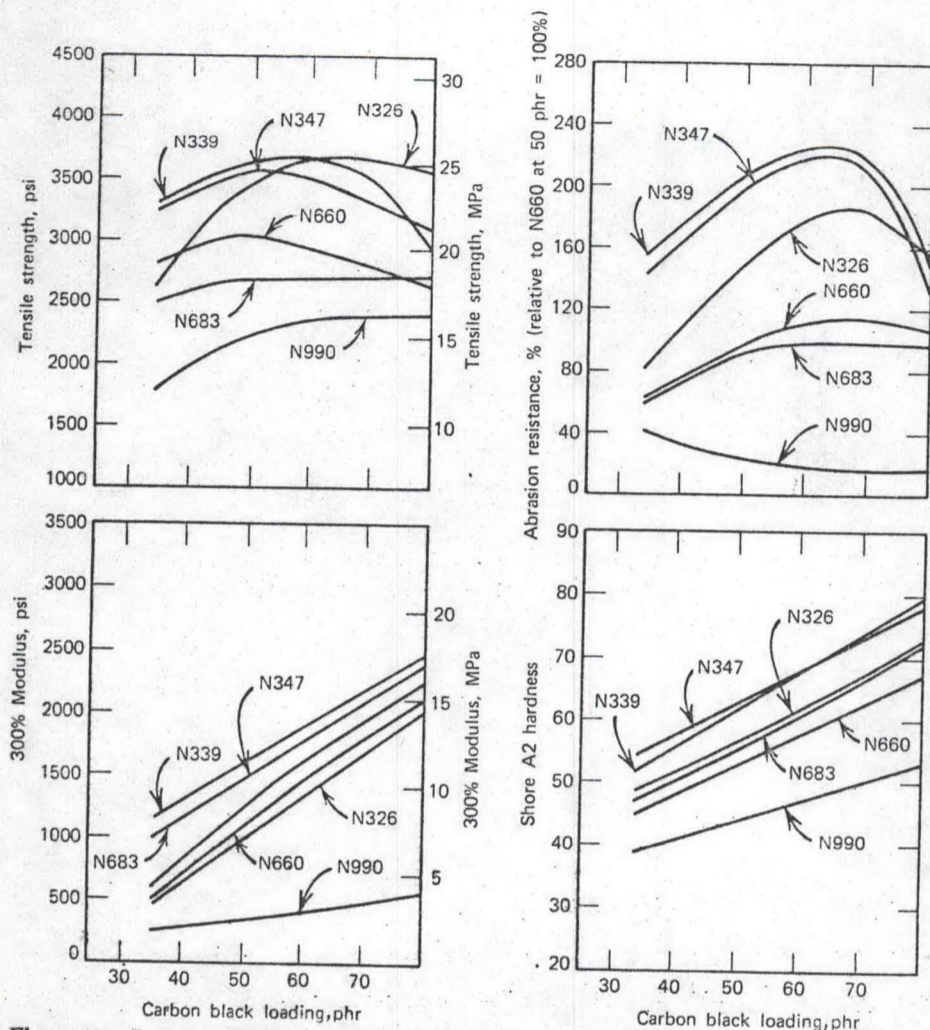 4500
4000
3500
3000
2500
2000
1500
1000
Tensile strength, psi
N339
N347
N326
N660
N683
N990
30
25
20
15
10
Tensile strength, MPa
Abrasion resistance, % (relative to N660 at 50 phr = 100%)
280
240
200
160
120
80
40
0
N347
N339
N326
N660
N683
N990
3500
3000
2500
2000
1500
1000
500
0
300% Modulus, psi
N347
N339
N683
N660
N326
N990
20
15
10
5
300% Modulus, MPa
30 40 50 60 70
Carbon black loading,phr
Shore A2 hardness
90
80
70
60
50
40
30
20
N326
N347
N339
N660
N683
N990
30 40 50 60 70
Carbon black loading,phr